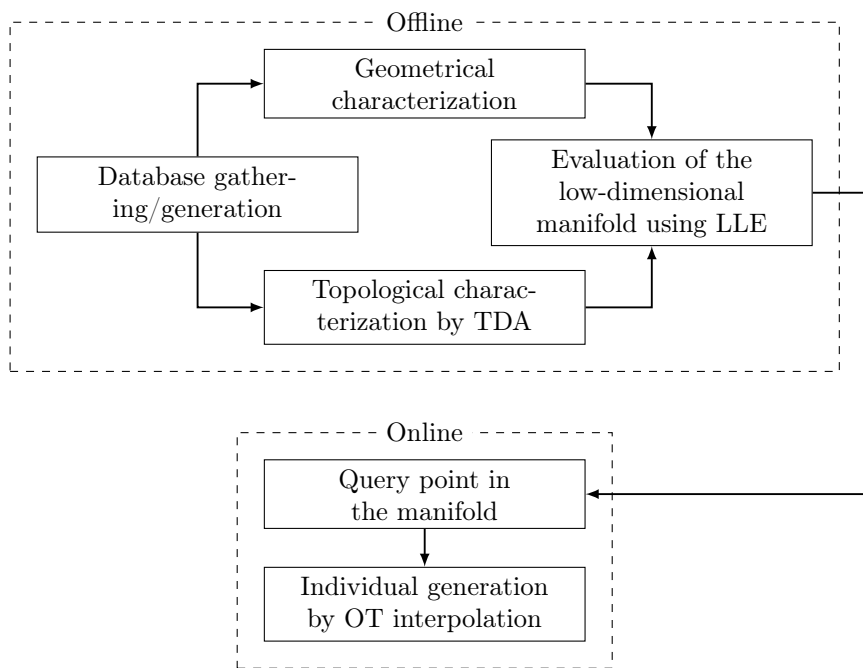 Offline
Geometrical
characterization
Database gather-
ing/generation
Evaluation of the
low-dimensional
manifold using LLE
Topological charac-
terization by TDA
Online
Query point in
the manifold
Individual generation
by OT interpolation